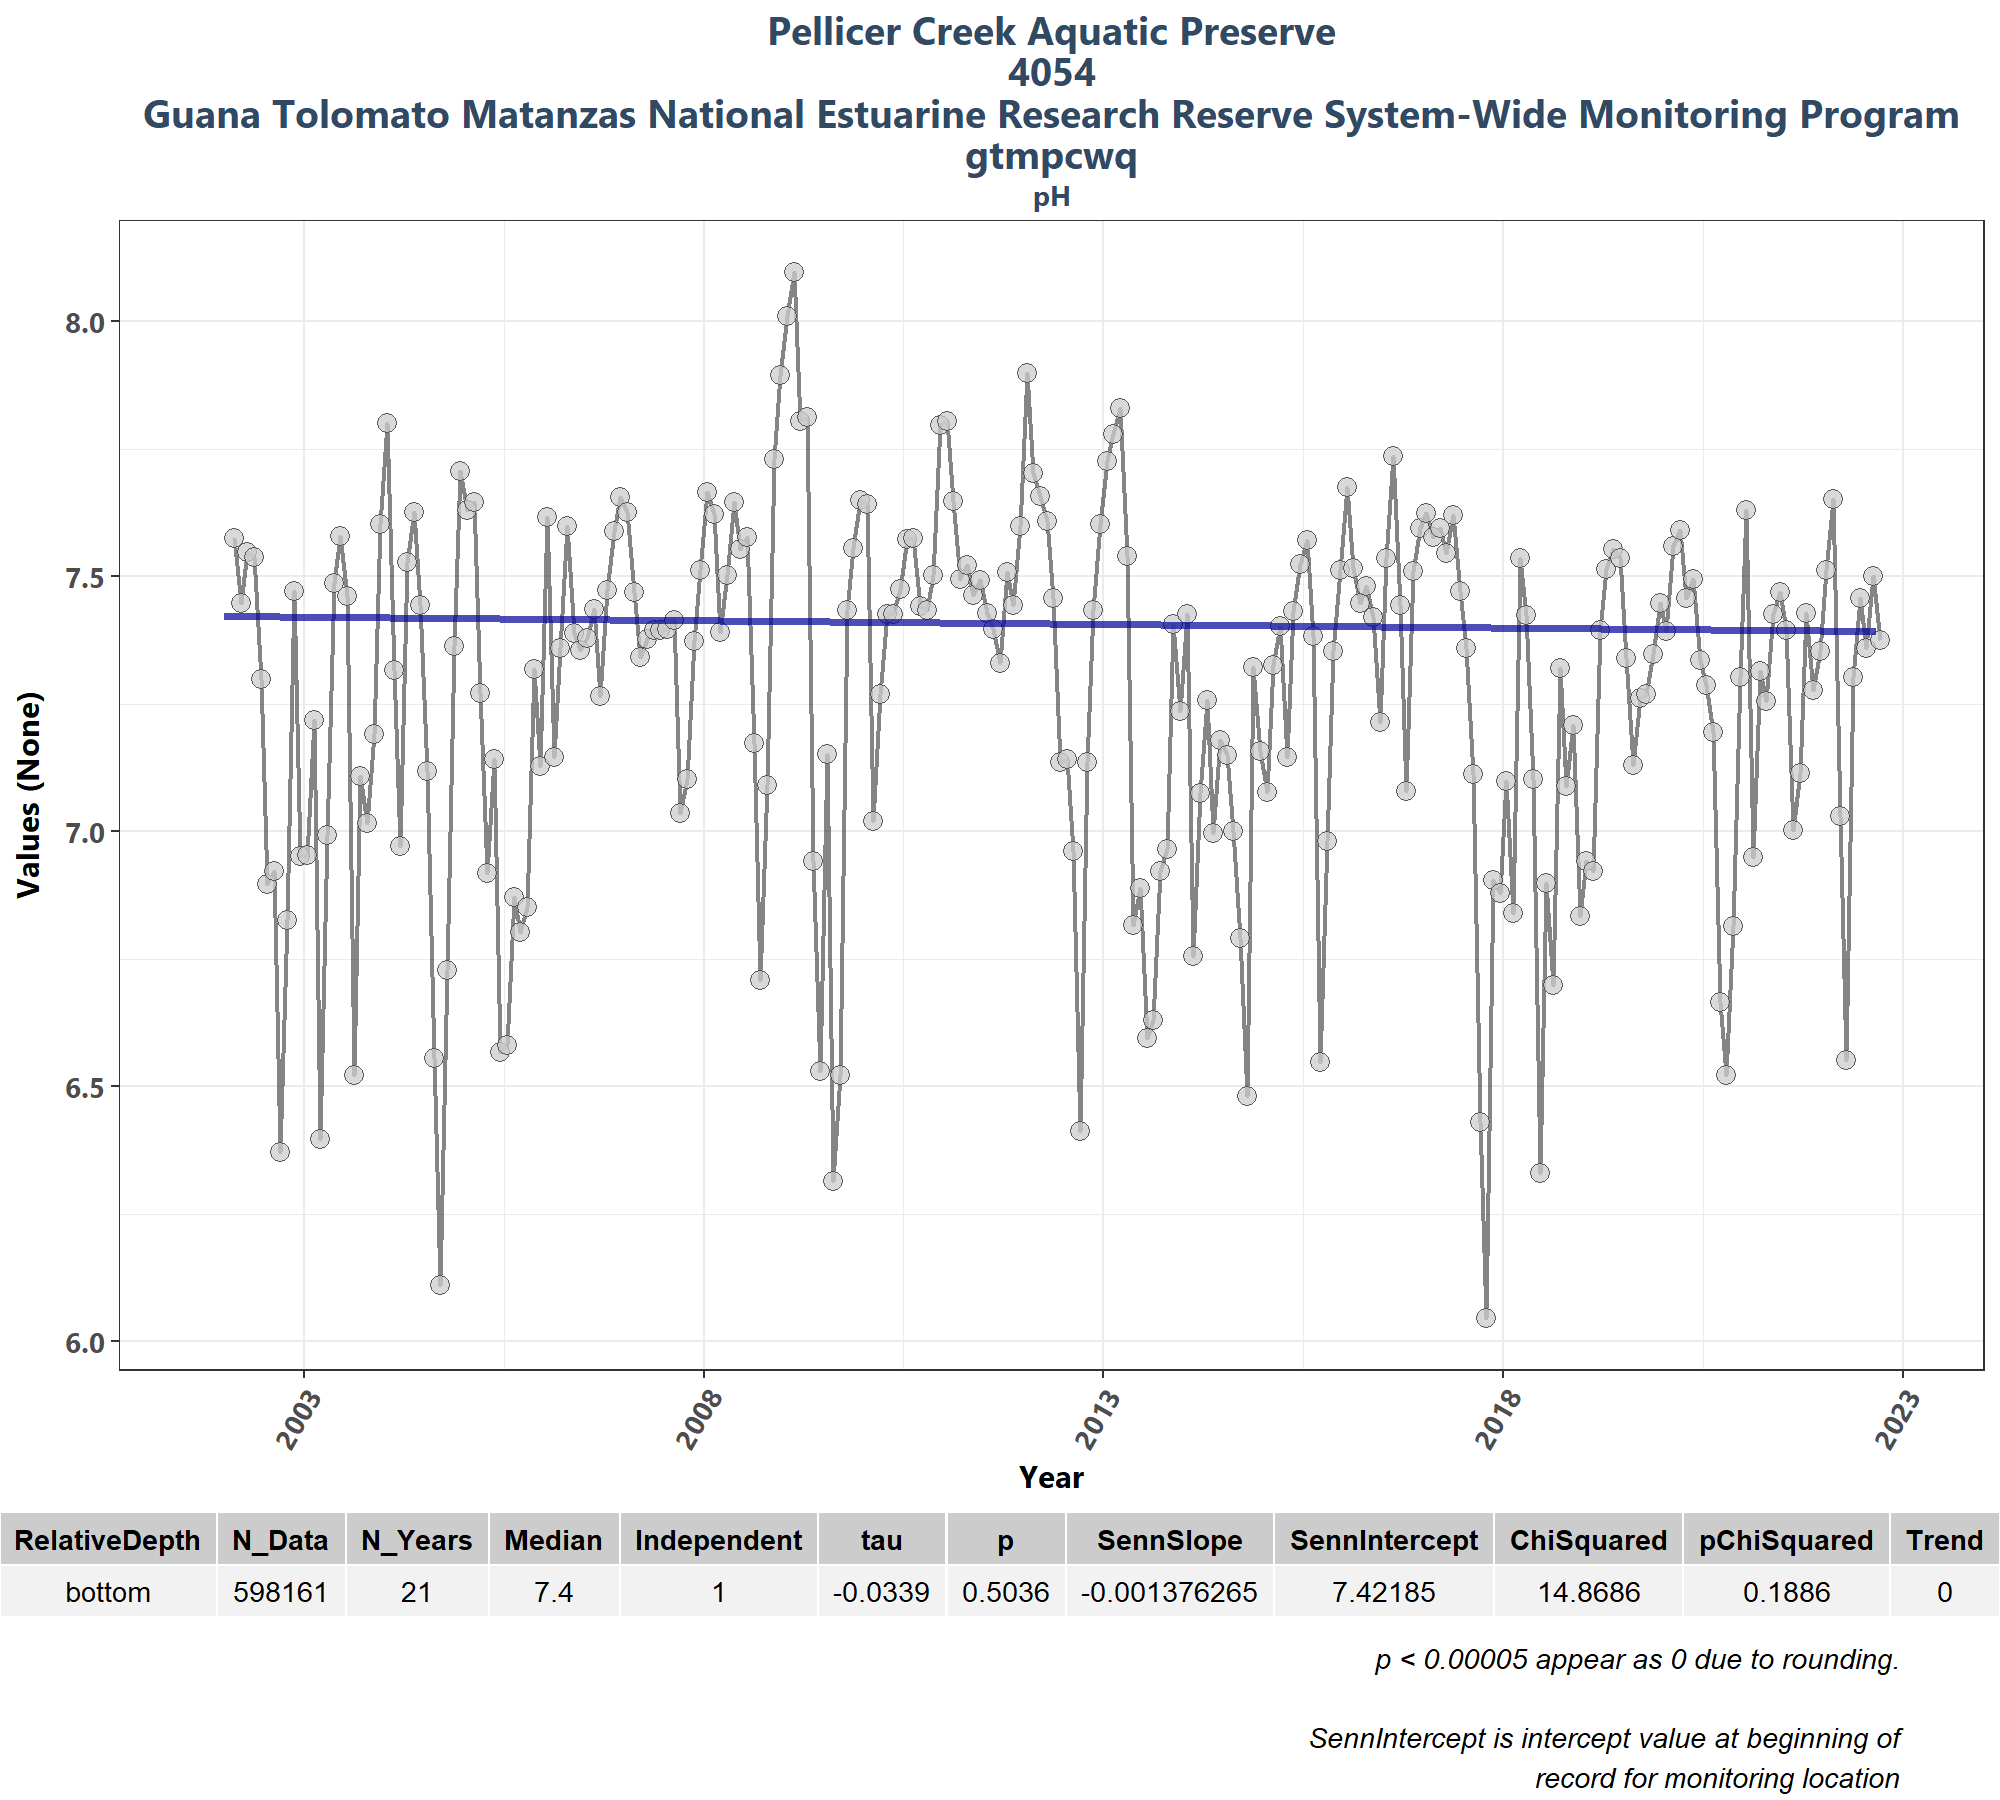 Pellicer Creek Aquatic Preserve
4054
Guana Tolomato Matanzas National Estuarine Research Reserve System-Wide Monitoring Program
gtmpcwq
pH
Values (None)
8.0
7.5
7.0
6.5
6.0
2003 2008 2013 2018 2023
Year
RelativeDepth N_Data N_Years Median Independent tau p SennSlope SennIntercept ChiSquared pChiSquared Trend
bottom 598161 21 7.4 1 -0.0339 0.5036 -0.001376265 7.42185 14.8686 0.1886 0
p < 0.00005 appear as 0 due to rounding.
SennIntercept is intercept value at beginning of
record for monitoring location